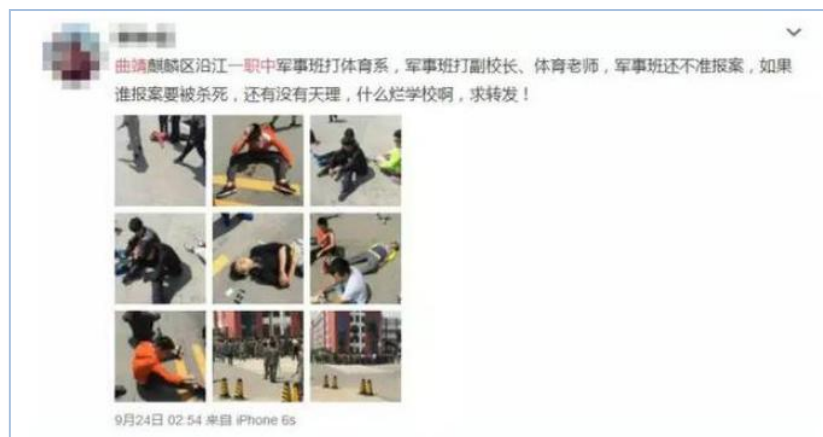 曲靖麒麟区沿江一职中军事班打体育系，军事班打副校长、体育老师，军事班还不准报案，如果
谁报案要被杀死，还有没有天理，什么烂学校啊，求转发！
9月24日 02:54 来自 iPhone 6s